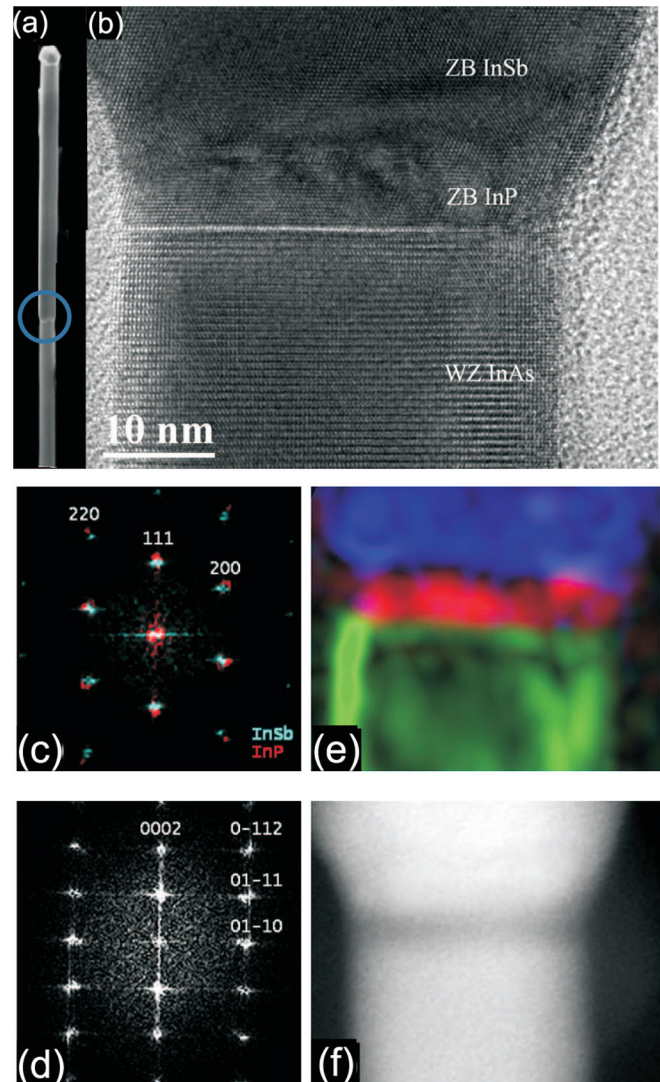 (a)
(b)
ZB InSb
ZB InP
WZ InAs
10 nm
220
111
200
InSb
InP
(c)
(e)
0002
0-112
01-11
01-10
(d)
(f)